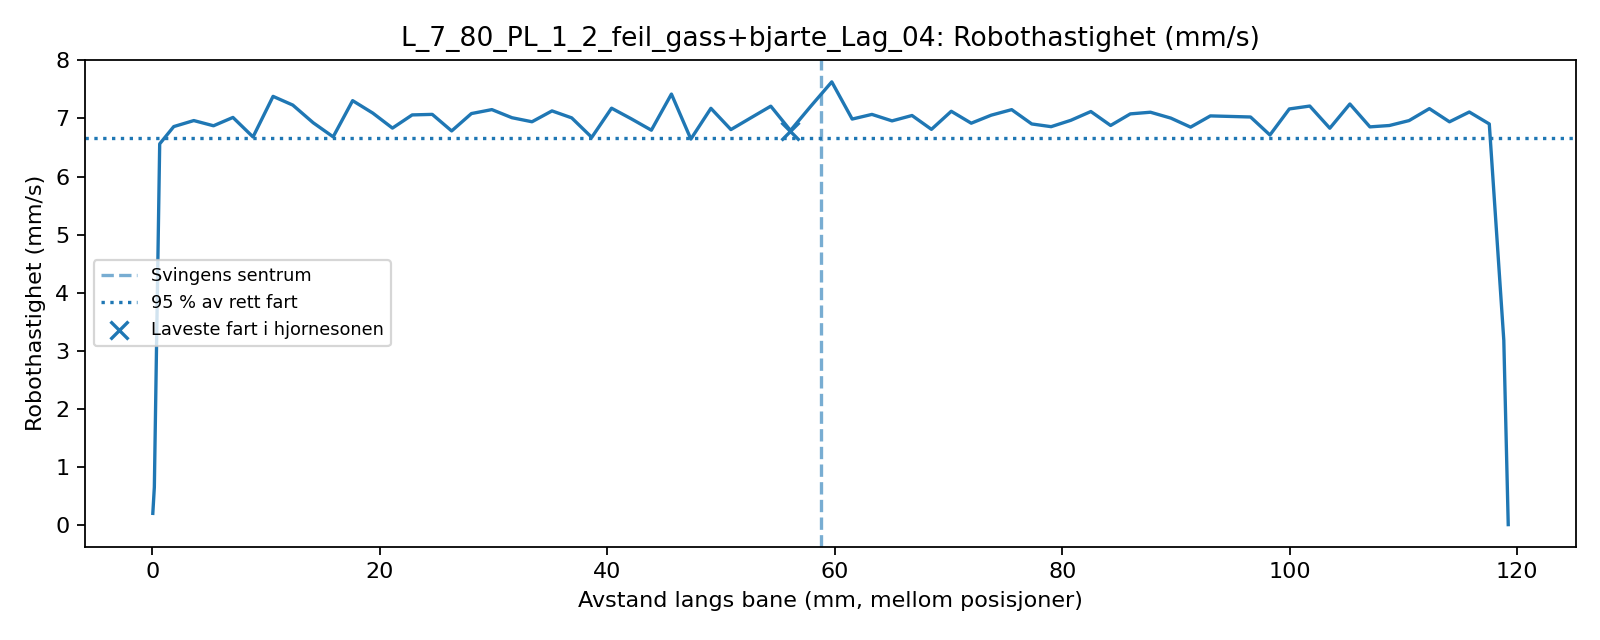 L_7_80_PL_1_2_feil_gass+bjarte_Lag_04: Robothastighet (mm/s)
Robothastighet (mm/s)
8
7
6
5
4
3
2
1
0
Svingens sentrum
95 % av rett fart
Laveste fart i hjornesonen
0 20 40 60 80 100 120
Avstand langs bane (mm, mellom posisjoner)